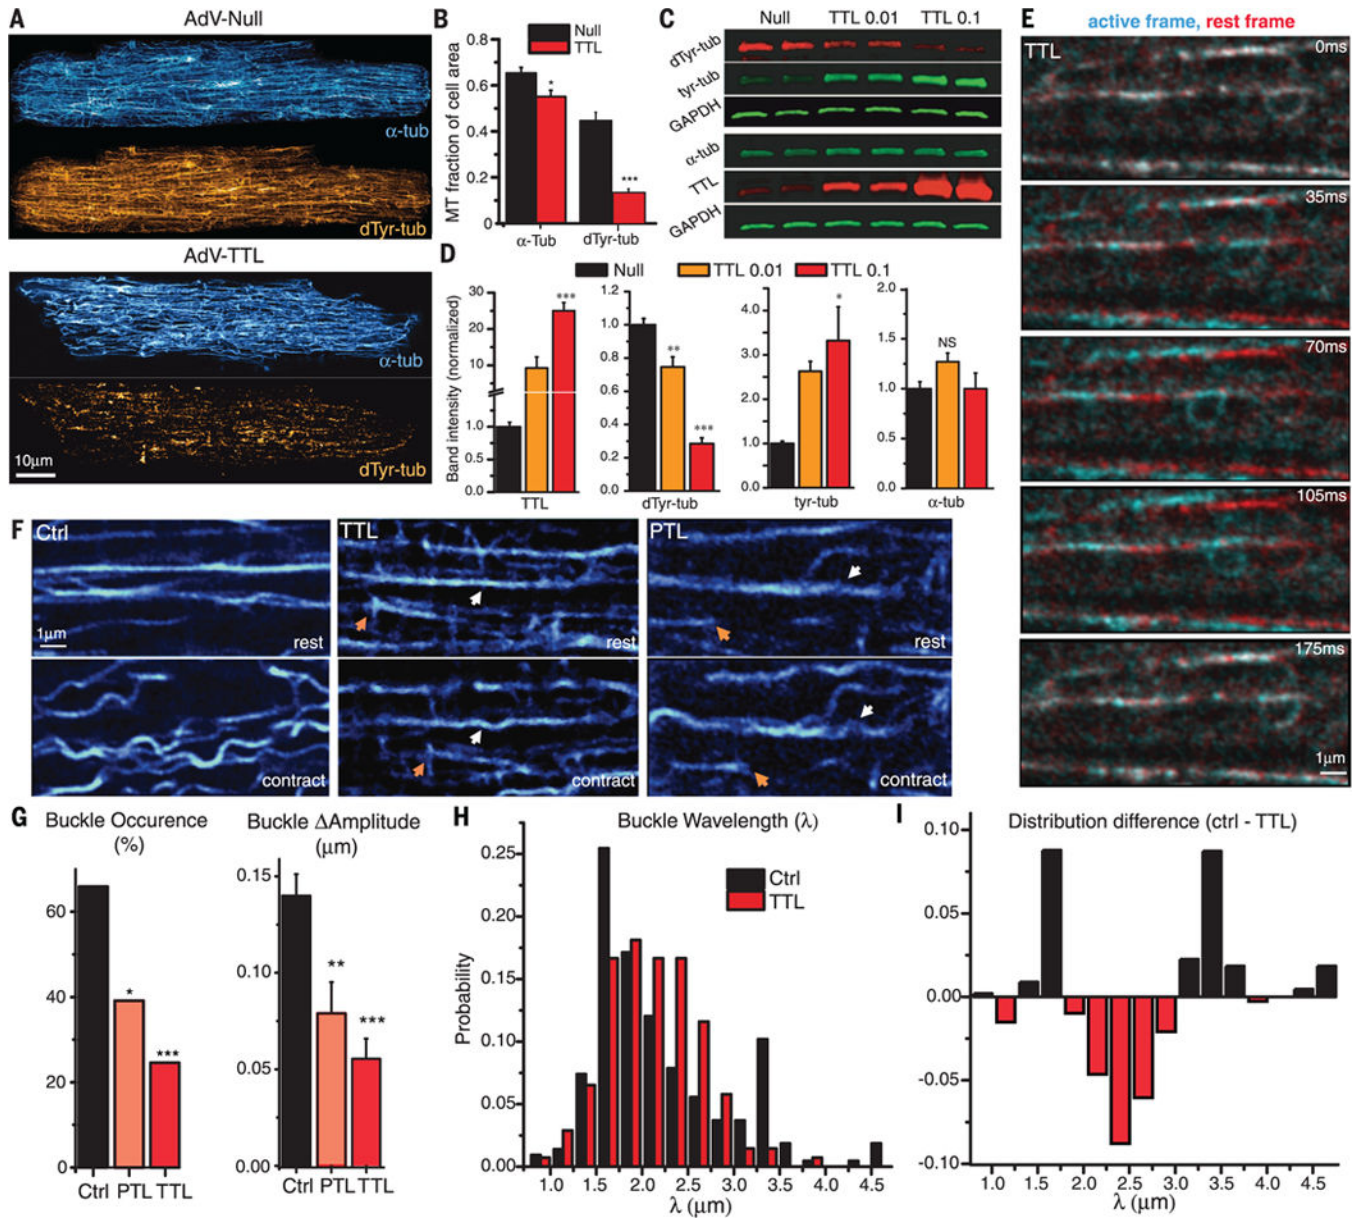 A
AdV-Null
α-tub
dTyr-tub
AdV-TTL
α-tub
10μm
dTyr-tub
B
Null
TTL
MT fraction of cell area
0.8
0.6
0.4
0.2
0
*
***
α-Tub dTyr-tub
C
Null TTL 0.01 TTL 0.1
dTyr-tub
tyr-tub
GAPDH
α-tub
TTL
GAPDH
D
Null TTL 0.01 TTL 0.1
Band intensity (normalized)
30
25
20
10
1.0
0.5
0.0
***
TTL
1.2
1.0
0.8
0.6
0.4
0.2
0.0
**
***
dTyr-tub
4.0
3.0
2.0
1.0
0.0
*
tyr-tub
2.0
1.5
1.0
0.5
0.0
NS
α-tub
E
active frame, rest frame
TTL
0ms
35ms
70ms
105ms
175ms
1μm
F
Ctrl
1μm
rest
contract
TTL
rest
contract
PTL
rest
contract
G
Buckle Occurence
(%)
60
40
20
0
*
***
Ctrl PTL TTL
Buckle ΔAmplitude
(μm)
0.15
0.10
0.05
0.00
**
***
Ctrl PTL TTL
H
Buckle Wavelength (λ)
Ctrl
TTL
Probability
0.25
0.20
0.15
0.10
0.05
0.00
1.0 1.5 2.0 2.5 3.0 3.5 4.0 4.5
λ (μm)
I
Distribution difference (ctrl - TTL)
0.10
0.05
0.00
-0.05
-0.10
1.0 1.5 2.0 2.5 3.0 3.5 4.0 4.5
λ (μm)